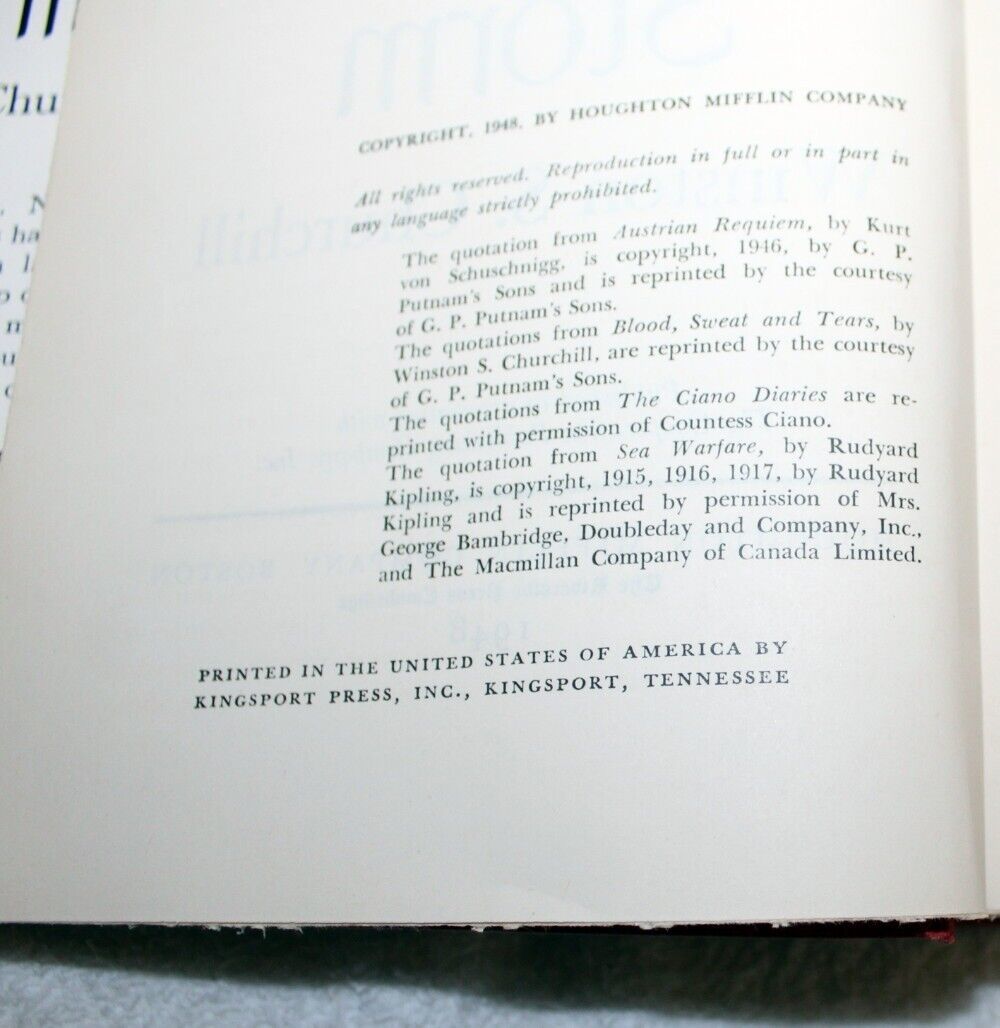 COPYRIGHT, 1948, BY HOUGHTON MIFFLIN COMPANY
All rights reserved. Reproduction in full or in part in
any language strictly prohibited.
The quotation from Austrian Requiem, by Kurt
von Schuschnigg, is copyright, 1946, by G. P.
Putnam's Sons and is reprinted by the courtesy
of G. P. Putnam's Sons.
The quotations from Blood, Sweat and Tears, by
Winston S. Churchill, are reprinted by the courtesy
of G. P. Putnam's Sons.
The quotations from The Ciano Diaries are re-
printed with permission of Countess Ciano.
The quotation from Sea Warfare, by Rudyard
Kipling, is copyright, 1915, 1916, 1917, by Rudyard
Kipling and is reprinted by permission of Mrs.
George Bambridge, Doubleday and Company, Inc.,
and The Macmillan Company of Canada Limited.
PRINTED IN THE UNITED STATES OF AMERICA BY
KINGSPORT PRESS, INC., KINGSPORT, TENNESSEE